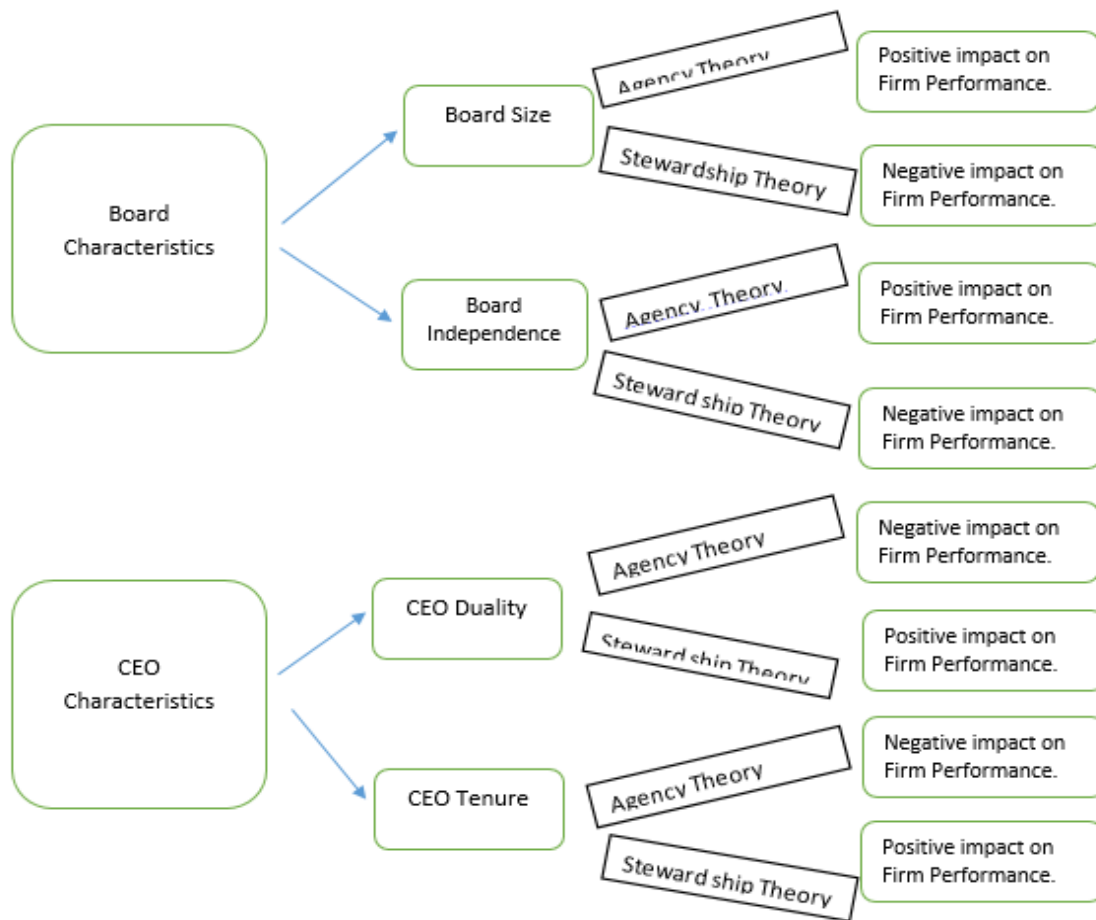 Agency Theory
Positive impact on
Firm Performance.
Board Size
Stewardship Theory
Negative impact on
Firm Performance.
Board
Characteristics
Agency Theory.
Positive impact on
Firm Performance.
Board
Independence
Steward ship Theory
Negative impact on
Firm Performance.
Agency Theory
Negative impact on
Firm Performance.
CEO Duality
Steward ship Theory
Positive impact on
Firm Performance.
CEO
Characteristics
Agency Theory
Negative impact on
Firm Performance.
CEO Tenure
Steward ship Theory
Positive impact on
Firm Performance.